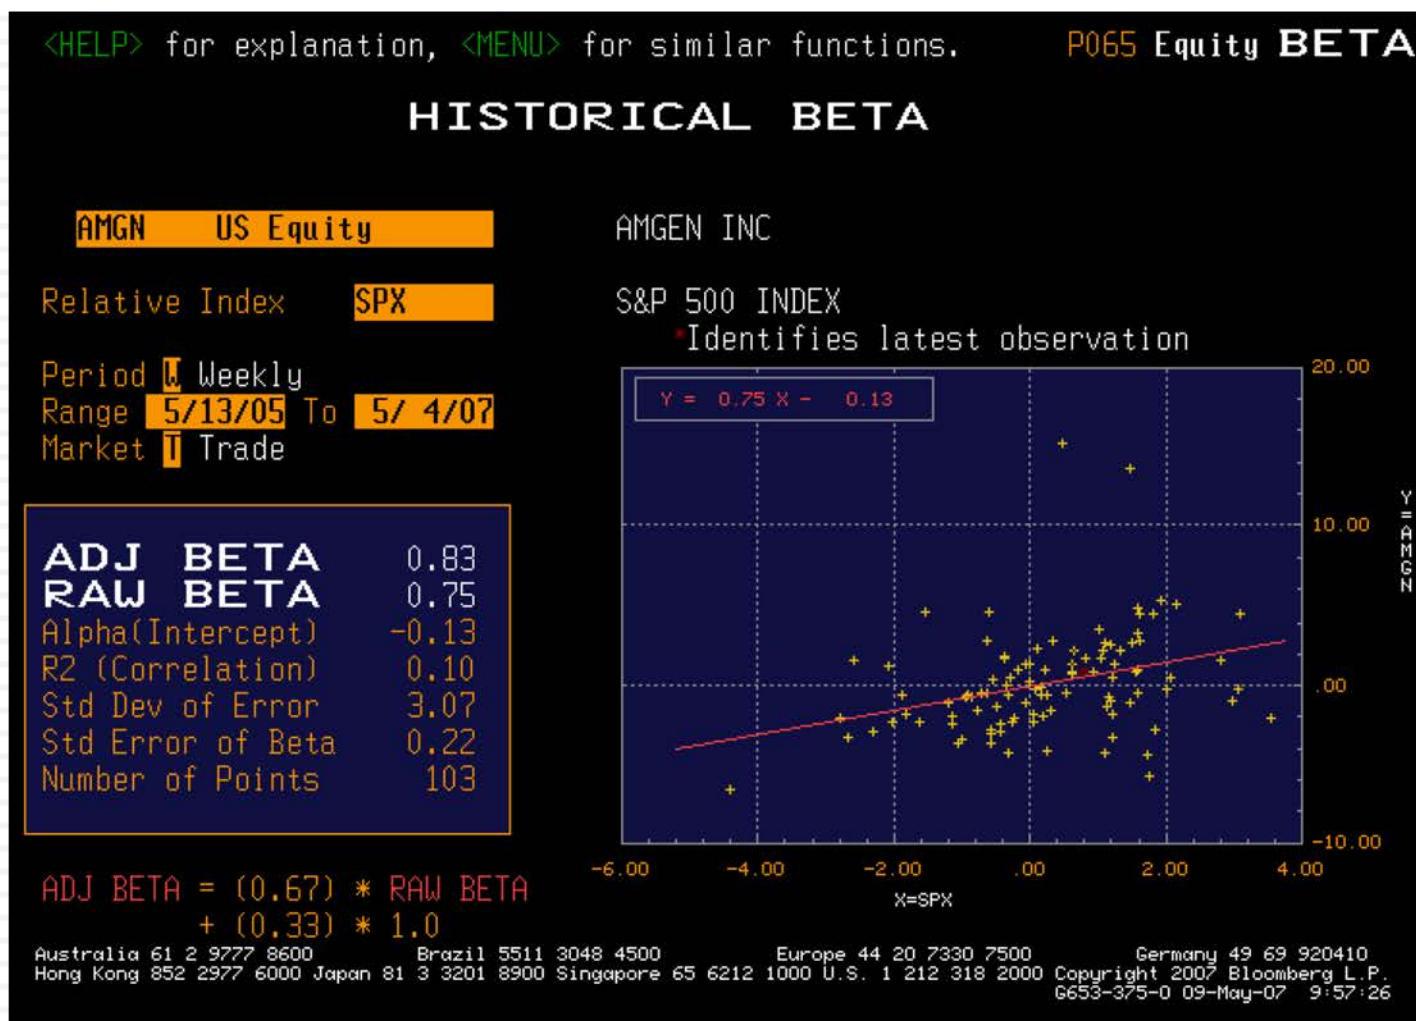 <HELP> for explanation, <MENU> for similar functions. P065 Equity BETA
HISTORICAL BETA
AMGN US Equity
AMGEN INC
Relative Index SPX
S&P 500 INDEX
*Identifies latest observation
Period W Weekly
Range 5/13/05 To 5/ 4/07
Market T Trade
Y = 0.75 X - 0.13
ADJ BETA 0.83
RAW BETA 0.75
Alpha(Intercept) -0.13
R2 (Correlation) 0.10
Std Dev of Error 3.07
Std Error of Beta 0.22
Number of Points 103
20.00
10.00
.00
-10.00
Y=AMGN
-6.00 -4.00 -2.00 .00 2.00 4.00
X=SPX
ADJ BETA = (0.67) * RAW BETA
+ (0.33) * 1.0
Australia 61 2 9777 8600 Brazil 5511 3048 4500 Europe 44 20 7330 7500 Germany 49 69 920410
Hong Kong 852 2977 6000 Japan 81 3 3201 8900 Singapore 65 6212 1000 U.S. 1 212 318 2000 Copyright 2007 Bloomberg L.P.
G653-375-0 09-May-07 9:57:26